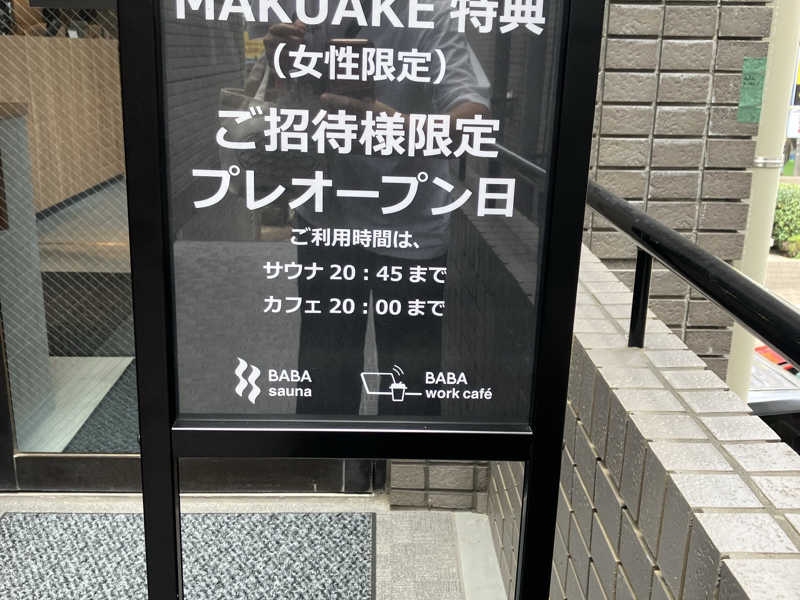 MAKUAKE 特典
（女性限定）
ご招待様限定
プレオープン日
ご利用時間は、
サウナ 20：45 まで
カフェ 20：00 まで
BABA
sauna
BABA
work café